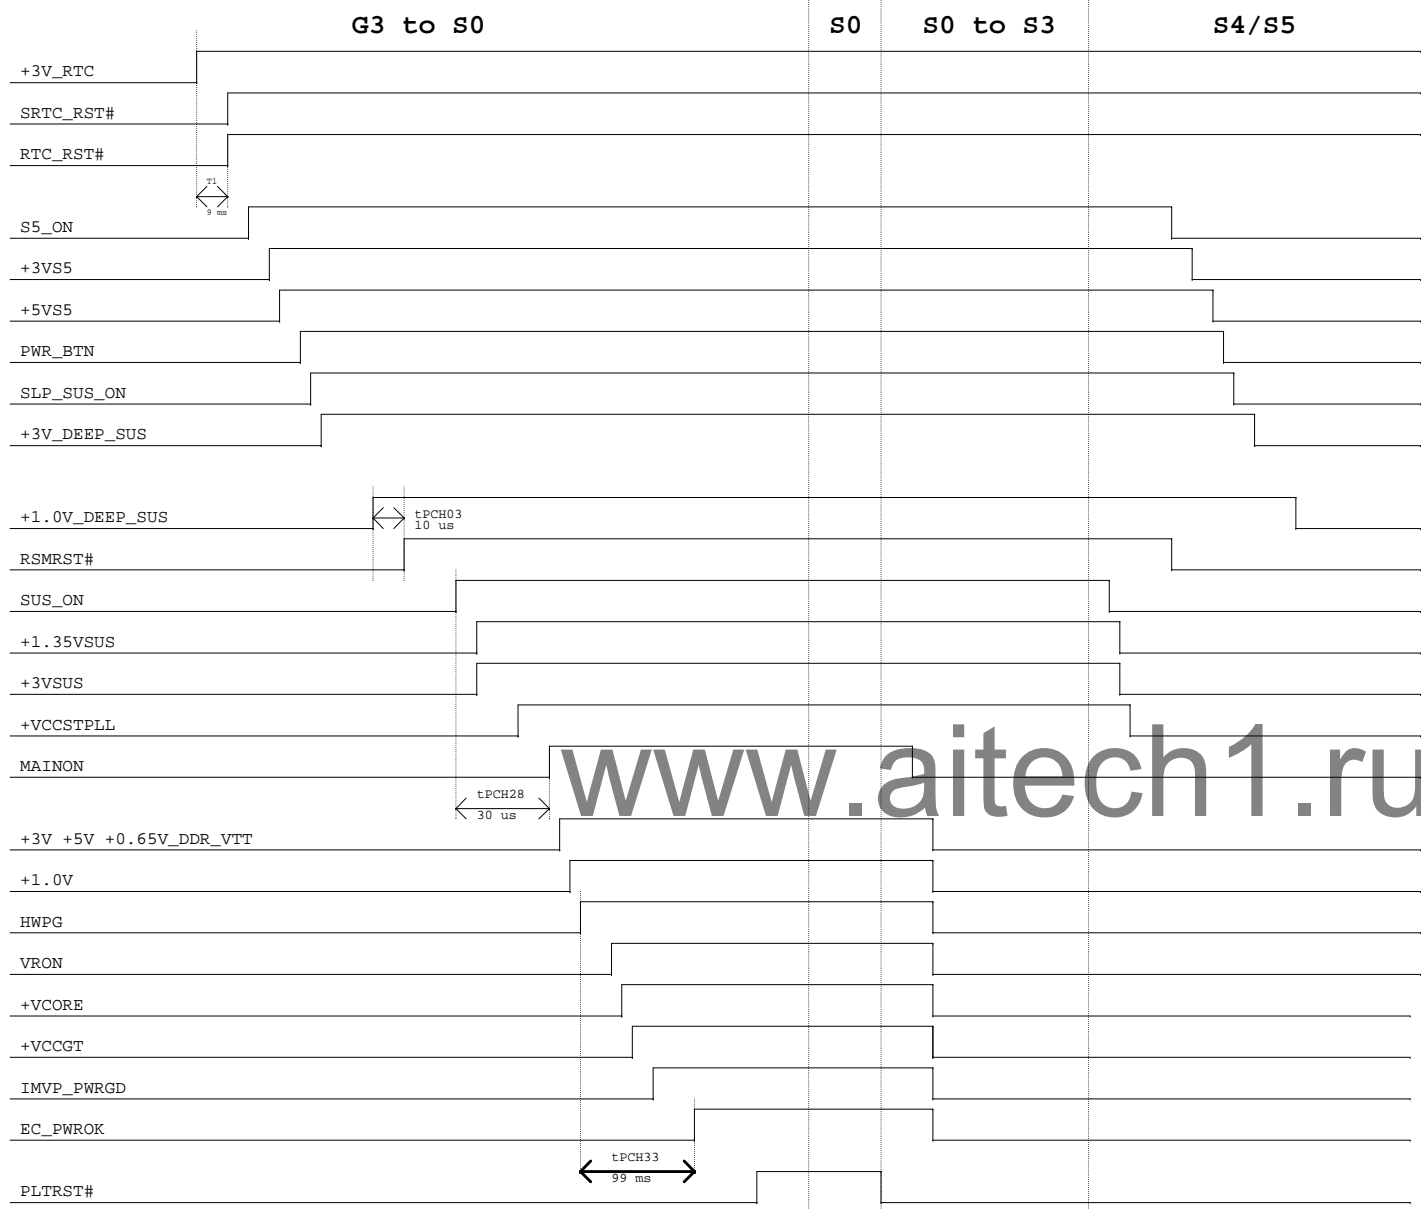 G3 to S0 S0 S0 to S3 S4/S5
+3V_RTC
SRTC_RST#
RTC_RST#
T1
9 ms
S5_ON
+3VS5
+5VS5
PWR_BTN
SLP_SUS_ON
+3V_DEEP_SUS
+1.0V_DEEP_SUS
tPCH03
10 us
RSMRST#
SUS_ON
+1.35VSUS
+3VSUS
+VCCSTPLL
www.aitech1.ru
MAINON
tPCH28
30 us
+3V +5V +0.65V_DDR_VTT
+1.0V
HWPG
VRON
+VCORE
+VCCGT
IMVP_PWRGD
EC_PWROK
tPCH33
99 ms
PLTRST#